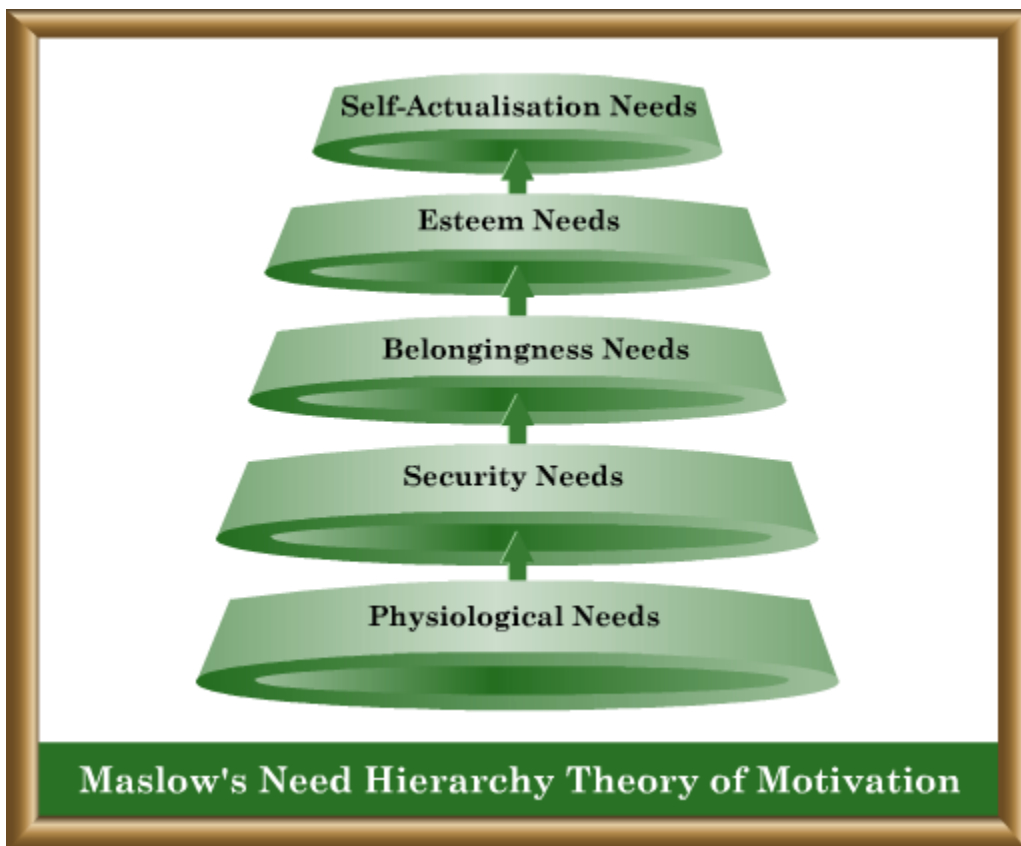 Self-Actualisation Needs
Esteem Needs
Belongingness Needs
Security Needs
Physiological Needs
Maslow's Need Hierarchy Theory of Motivation